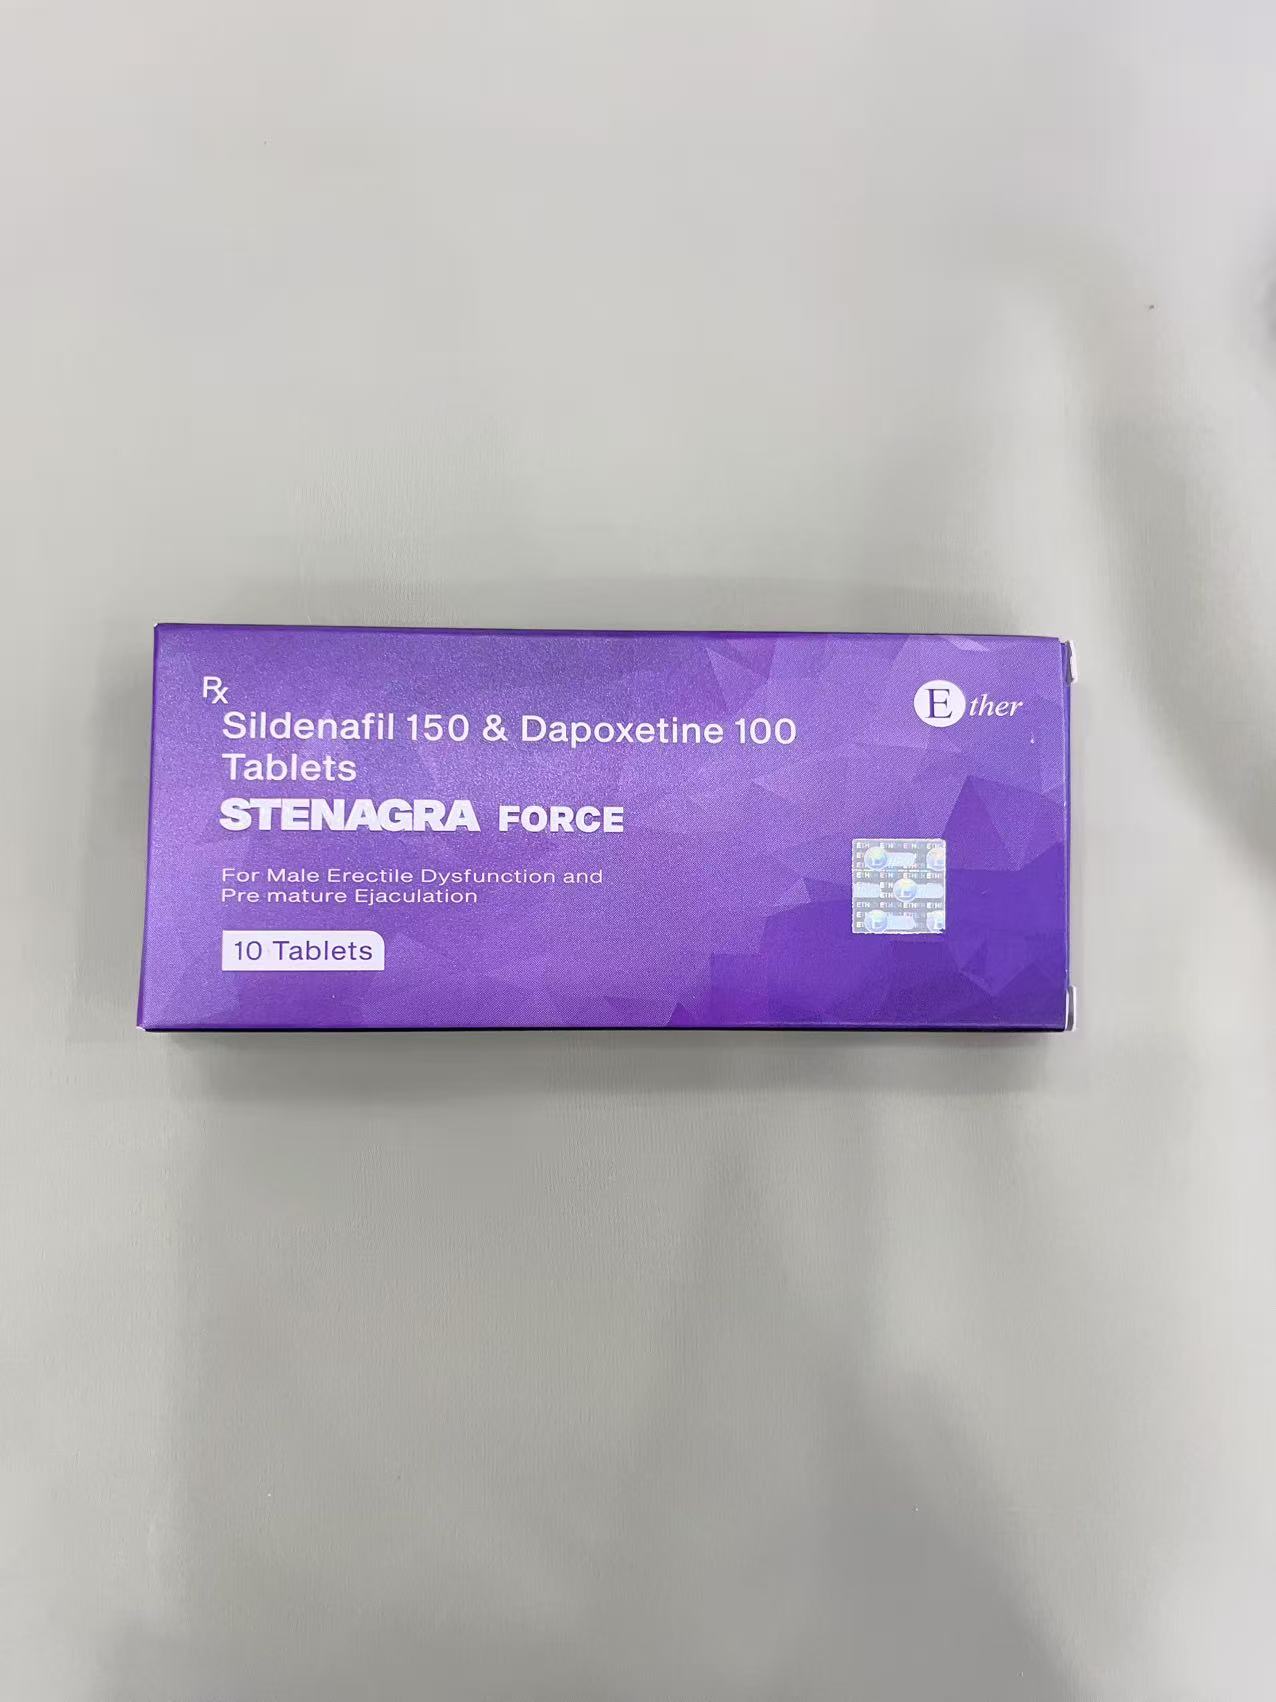 Rx
Sildenafil 150 & Dapoxetine 100
Tablets
STENAGRA FORCE
For Male Erectile Dysfunction and
Pre mature Ejaculation
10 Tablets
Ether